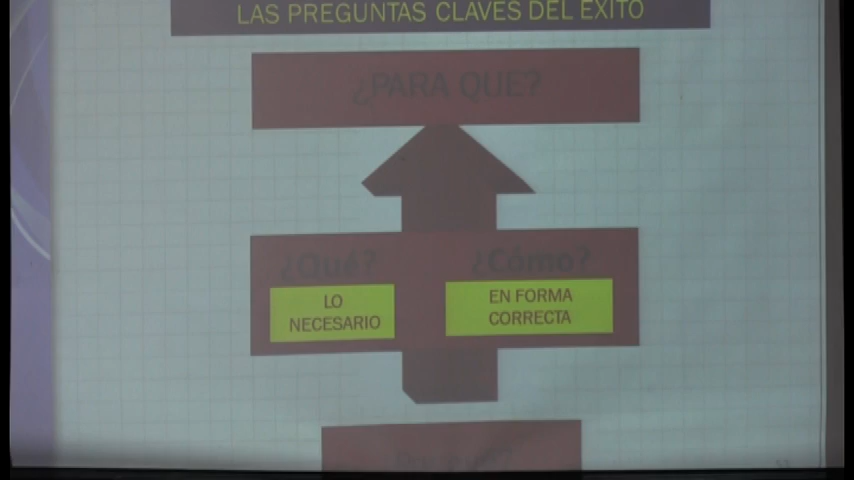 LAS PREGUNTAS CLAVES DEL EXITO
¿PARA QUE?
¿Qué? ¿Cómo?
LO
NECESARIO
EN FORMA
CORRECTA